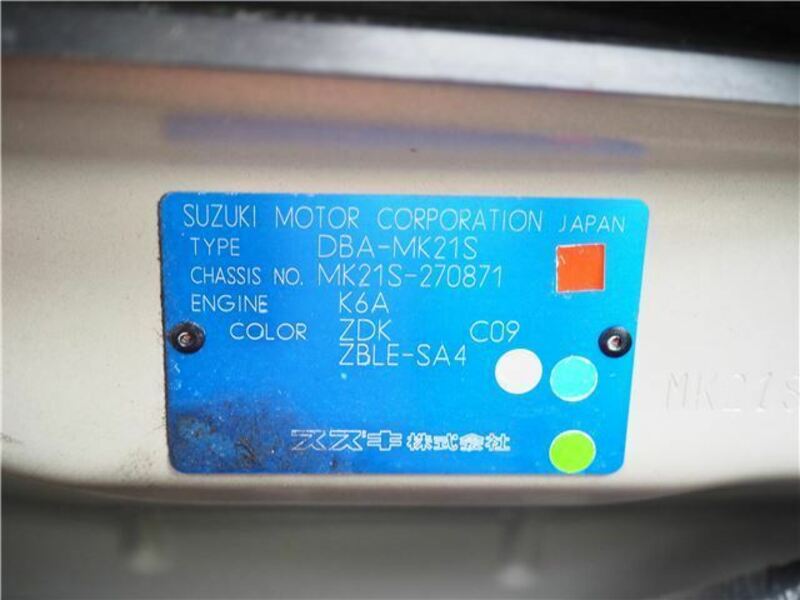 SUZUKI MOTOR CORPORATION JAPAN
TYPE DBA-MK21S
CHASSIS NO. MK21S-270871
ENGINE K6A
COLOR ZDK C09
ZBLE-SA4
スズキ株式会社
MK21S